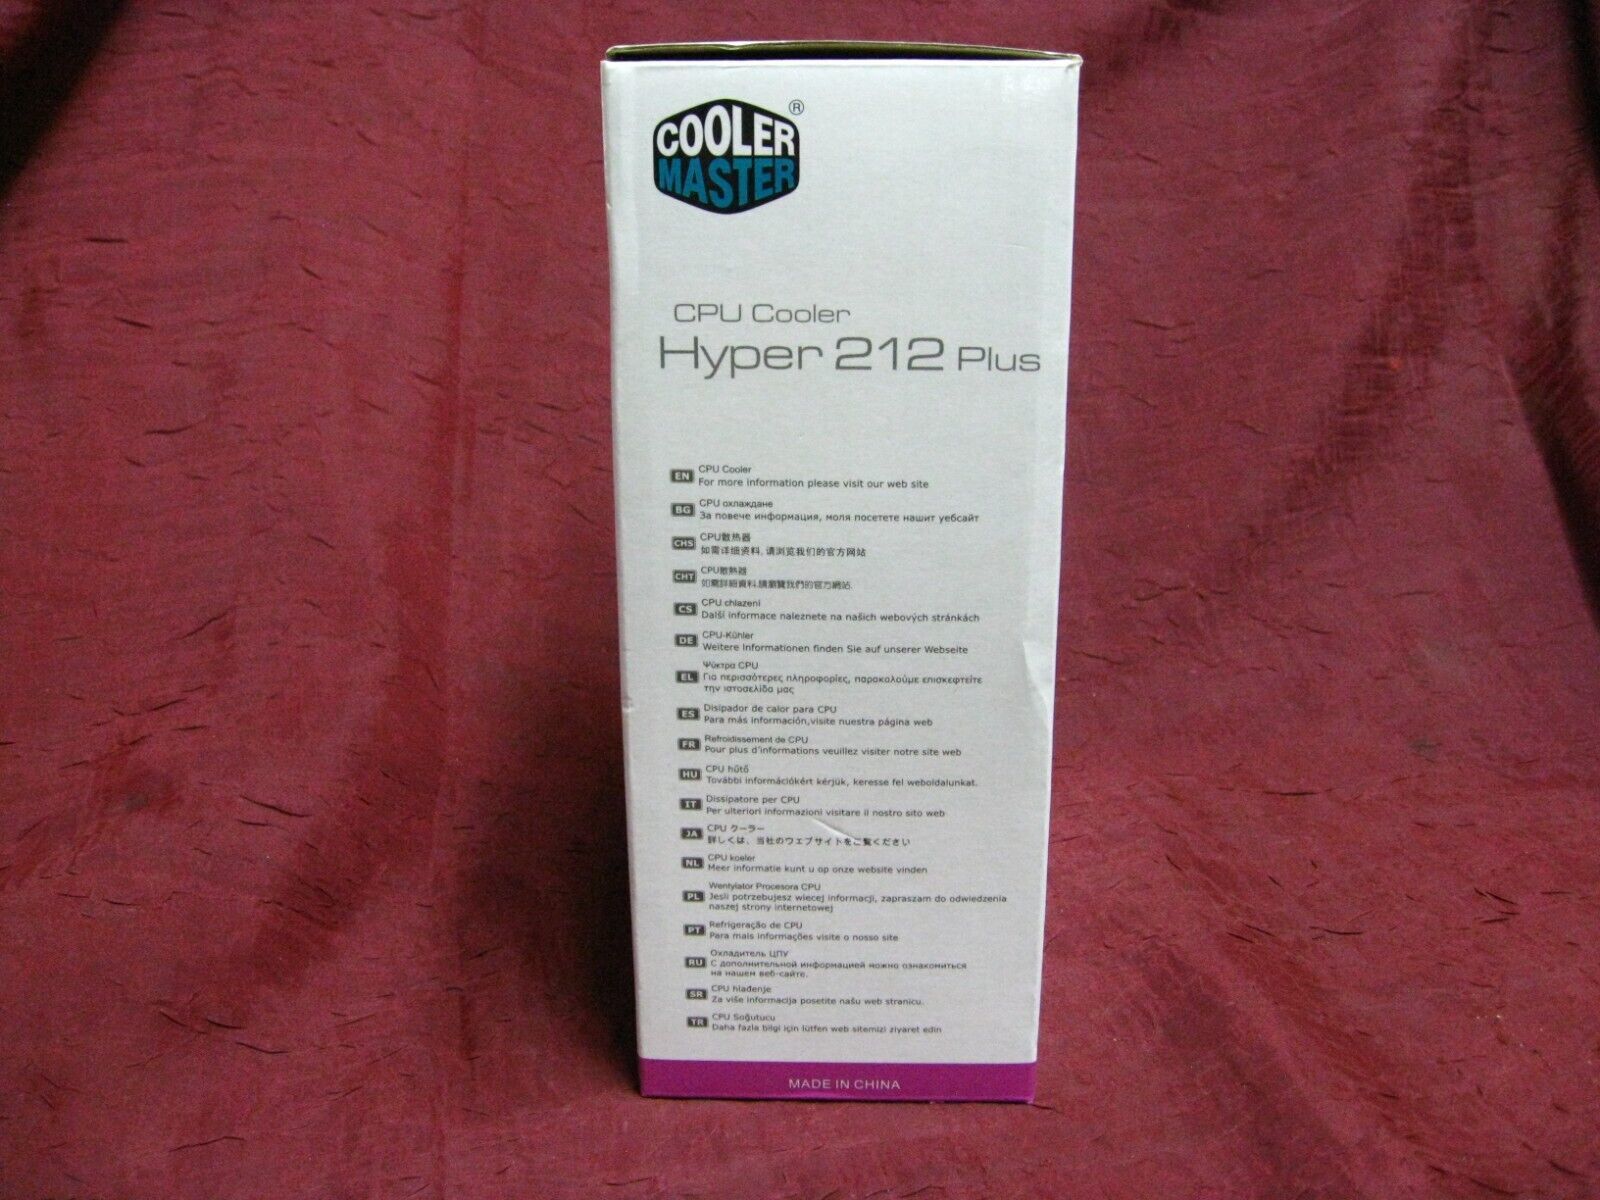 COOLER
MASTER
®
CPU Cooler
Hyper 212 Plus
EN CPU Cooler
For more information please visit our web site
BG CPU охлаждане
За повече информация, моля посетете нашит уебсайт
CHS CPU散热器
如需详细资料, 请浏览我们的官方网站
CHT CPU散熱器
如需詳細資料,請瀏覽我們的官方網站.
CS CPU chlazení
Další informace naleznete na našich webových stránkách
DE CPU-Kühler
Weitere Informationen finden Sie auf unserer Webseite
EL Ψύκτρα CPU
Για περισσότερες πληροφορίες, παρακαλούμε επισκεφτείτε
την ιστοσελίδα μας
ES Disipador de calor para CPU
Para más información,visite nuestra página web
FR Refroidissement de CPU
Pour plus d'informations veuillez visiter notre site web
HU CPU hűtő
További információkért kérjük, keresse fel weboldalunkat.
IT Dissipatore per CPU
Per ulteriori informazioni visitare il nostro sito web
JA CPU クーラー
詳しくは、当社のウェブサイトをご覧ください
NL CPU koeler
Meer informatie kunt u op onze website vinden
PL Wentylator Procesora CPU
Jesli potrzebujesz wiecej informacji, zapraszam do odwiedzenia
naszej strony internetowej
PT Refrigeração de CPU
Para mais informações visite o nosso site
RU Охладитель ЦПУ
С дополнительной информацией можно ознакомиться
на нашем веб-сайте.
SR CPU hlađenje
Za više informacija posetite našu web stranicu.
TR CPU Soğutucu
Daha fazla bilgi için lütfen web sitemizi ziyaret edin
MADE IN CHINA